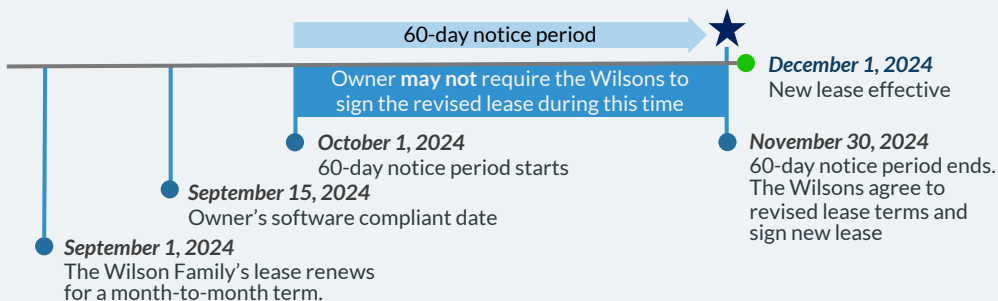 60-day notice period
Owner may not require the Wilsons to
sign the revised lease during this time
December 1, 2024
New lease effective
October 1, 2024
60-day notice period starts
November 30, 2024
60-day notice period ends.
The Wilsons agree to
revised lease terms and
sign new lease
September 15, 2024
Owner’s software compliant date
September 1, 2024
The Wilson Family’s lease renews
for a month-to-month term.